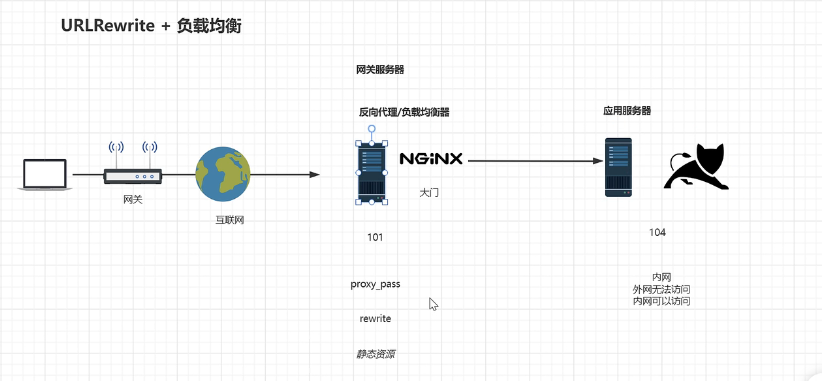 URLRewrite + 负载均衡
网关服务器
反向代理/负载均衡器
应用服务器
NGINX
网关
大门
互联网
101
104
proxy_pass
内网
外网无法访问
内网可以访问
rewrite
静态资源